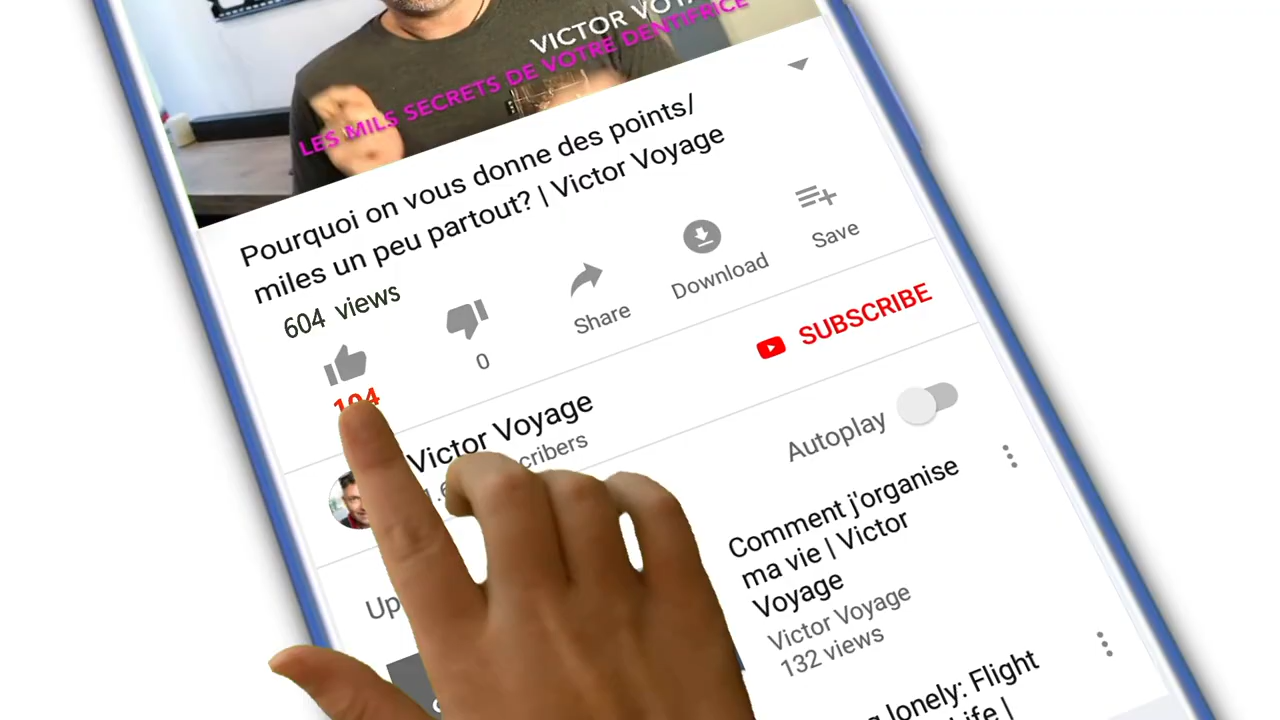 VICTOR
LES MILS SECRETS DE VOTRE DENTIFRICE
Pourquoi on vous donne des points/
miles un peu partout? | Victor Voyage
604 views
104
0
Share
Download
Save
SUBSCRIBE
Victor Voyage
Autoplay
Comment j'organise
ma vie | Victor
Voyage
Victor Voyage
132 views
lonely: Flight